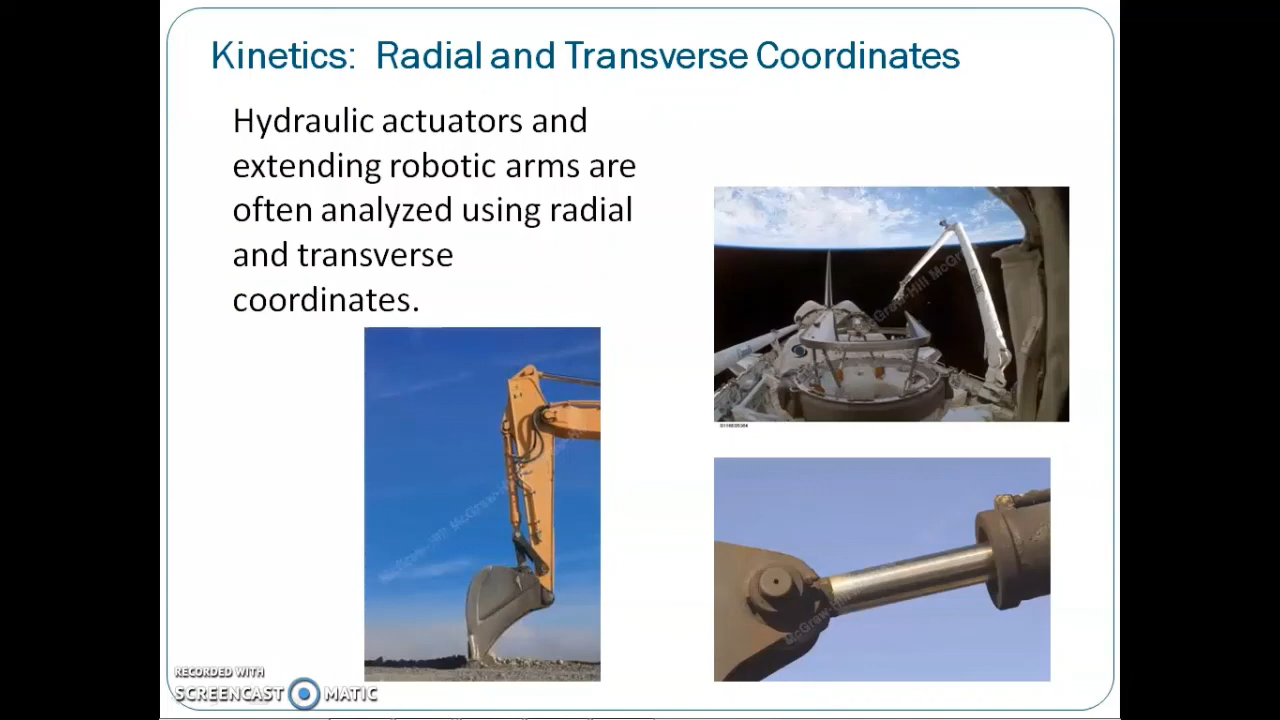 Kinetics: Radial and Transverse Coordinates
Hydraulic actuators and
extending robotic arms are
often analyzed using radial
and transverse
coordinates.
RECORDED WITH
SCREENCAST MATIC